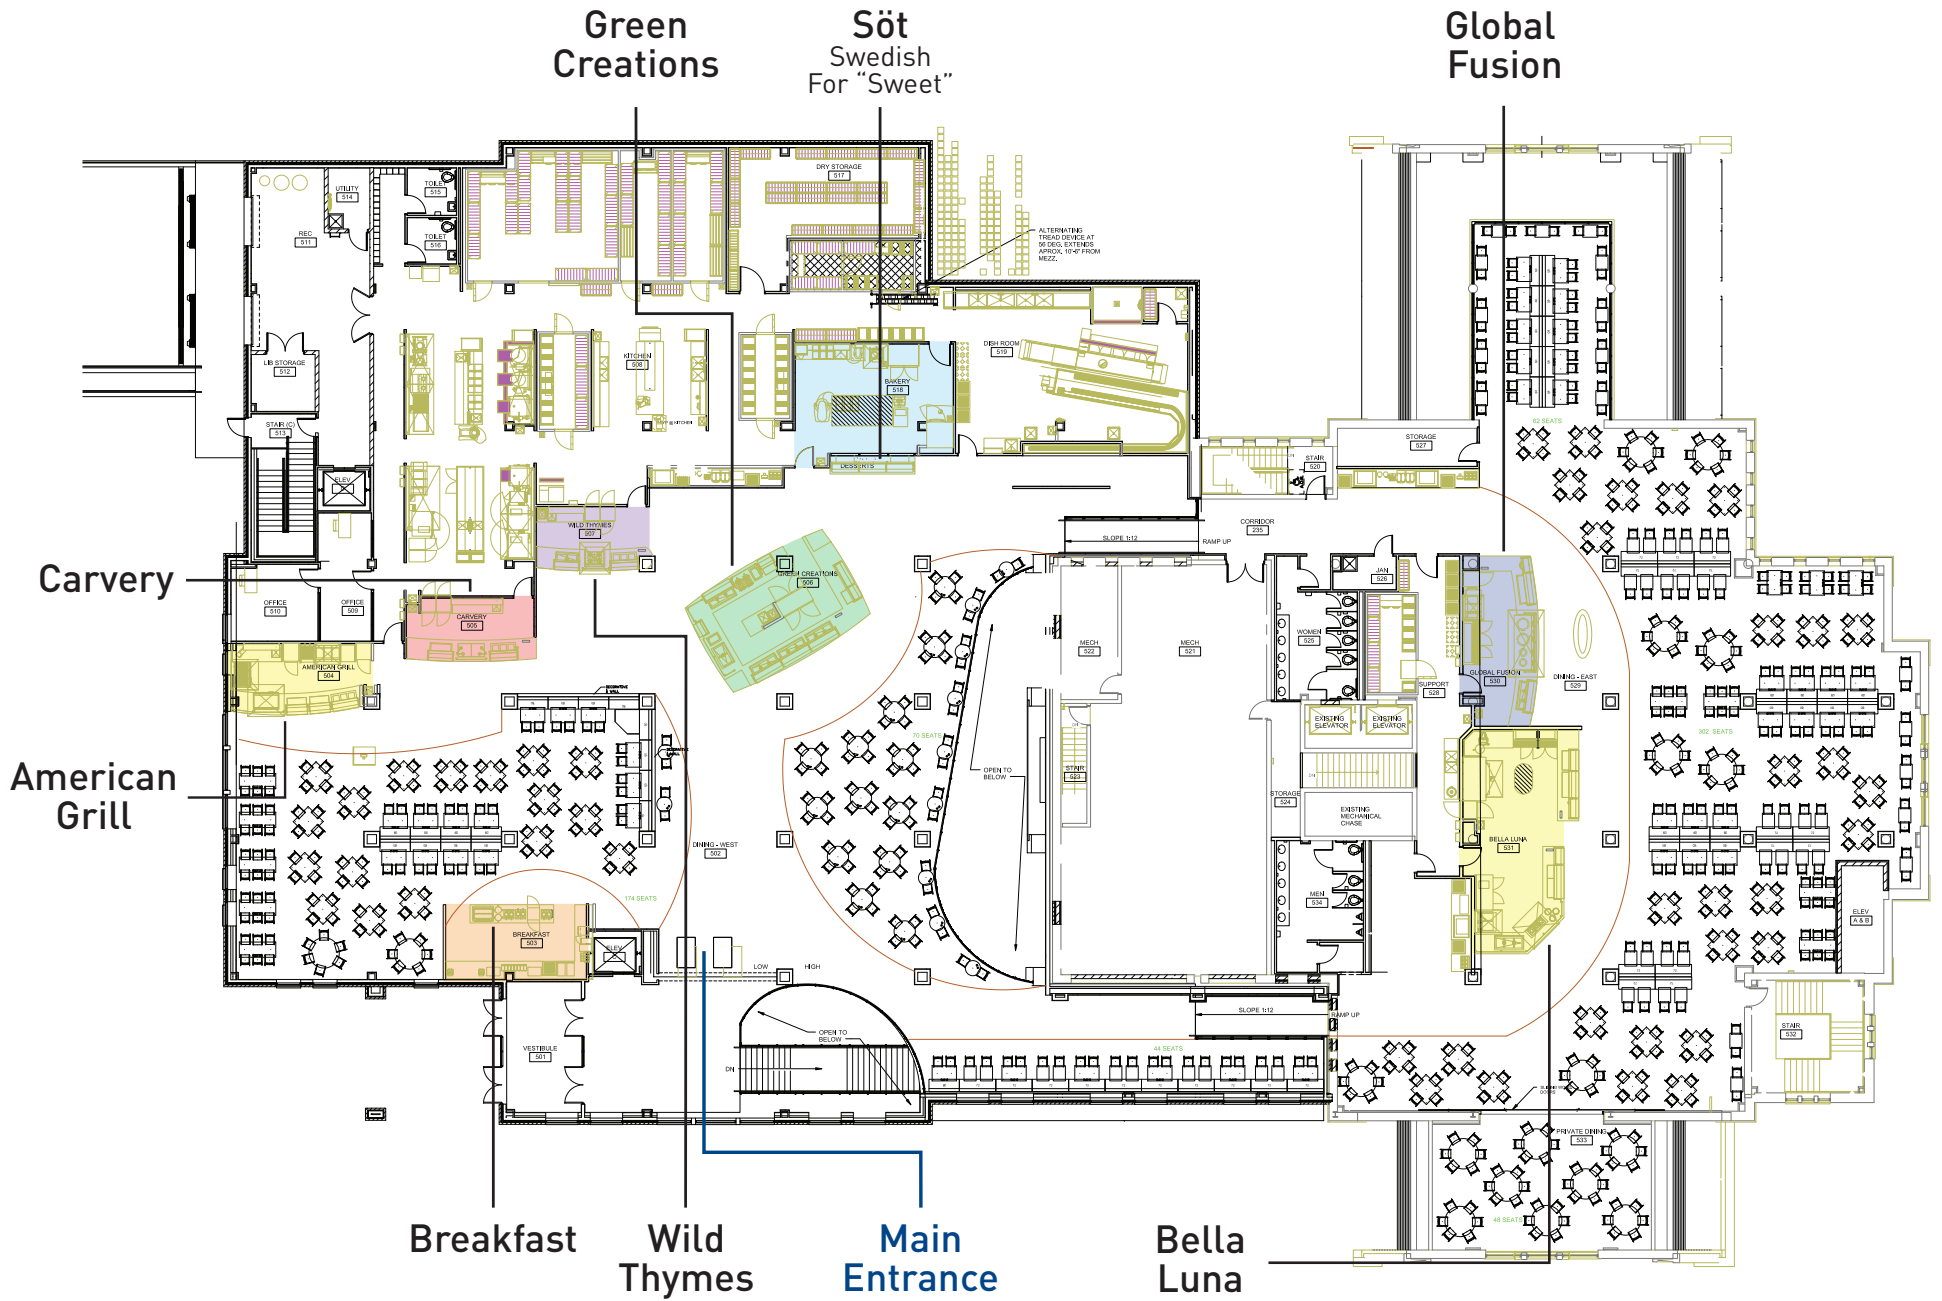 Green
Creations
Söt
Swedish
For “Sweet”
Global
Fusion
DRY STORAGE
517
UTILITY
514
TOILET
515
REC
511
TOILET
516
ALTERNATING
TREAD DEVICE AT
56 DEG, EXTENDS
APROX. 10'-6" FROM
MEZZ.
LIB STORAGE
512
KITCHEN
508
BAKERY
518
DISH ROOM
519
STAIR (C)
513
62 SEATS
STORAGE
527
DESSERTS
STAIR
520
ELEV
WILD THYMES
507
CORRIDOR
235
SLOPE 1:12
RAMP UP
Carvery
OFFICE
510
OFFICE
509
CARVERY
505
GREEN CREATIONS
506
JAN
526
MECH
522
MECH
521
WOMEN
525
AMERICAN GRILL
504
GLOBAL FUSION
530
DINING - EAST
529
SUPPORT
528
EXISTING
ELEVATOR
EXISTING
ELEVATOR
70 SEATS
302 SEATS
American
Grill
OPEN TO
BELOW
STAIR
523
DN
STORAGE
524
EXISTING
MECHANICAL
CHASE
DINING - WEST
502
BELLA LUNA
531
174 SEATS
MEN
534
ELEV
A & B
BREAKFAST
503
ELEV
LOW
HIGH
SLOPE 1:12
RAMP UP
OPEN TO
BELOW
STAIR
532
VESTIBULE
501
DN
44 SEATS
PRIVATE DINING
533
48 SEATS
Breakfast
Wild
Thymes
Main
Entrance
Bella
Luna